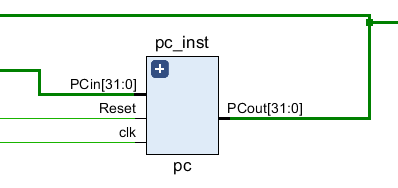 pc_inst
PCin[31:0]
Reset
PCout[31:0]
clk
pc